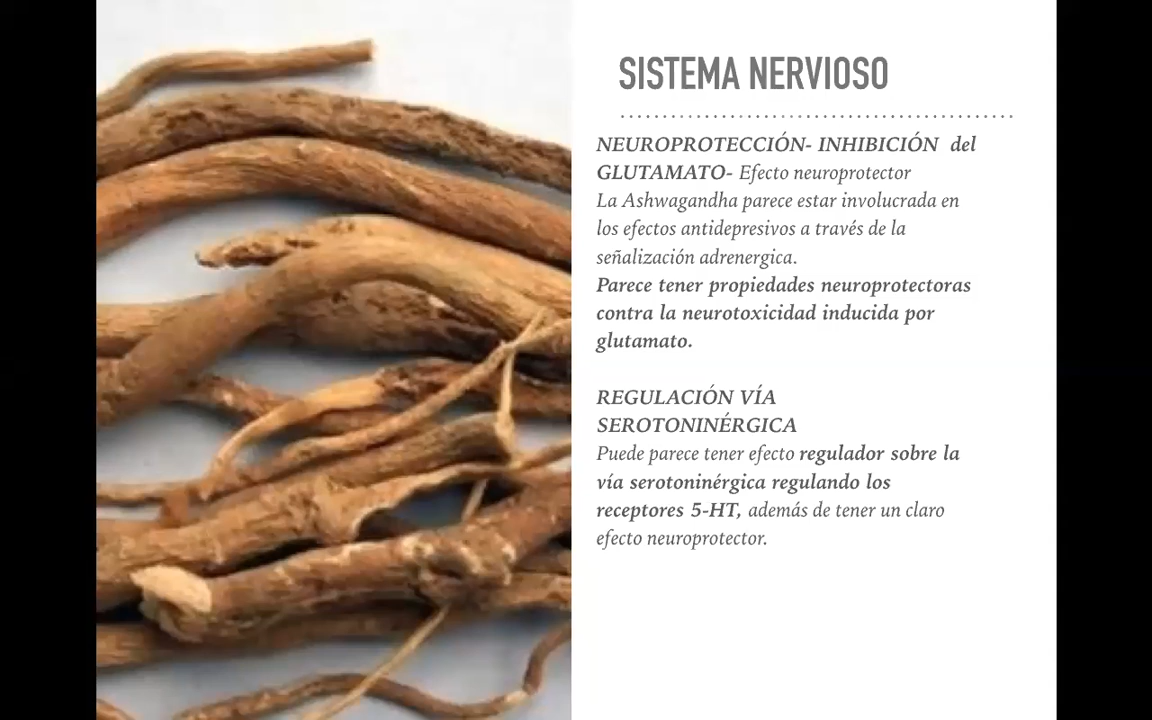 SISTEMA NERVIOSO
NEUROPROTECCIÓN- INHIBICIÓN del
GLUTAMATO- Efecto neuroprotector
La Ashwagandha parece estar involucrada en
los efectos antidepresivos a través de la
señalización adrenergica.
Parece tener propiedades neuroprotectoras
contra la neurotoxicidad inducida por
glutamato.
REGULACIÓN VÍA
SEROTONINÉRGICA
Puede parece tener efecto regulador sobre la
vía serotoninérgica regulando los
receptores 5-HT, además de tener un claro
efecto neuroprotector.